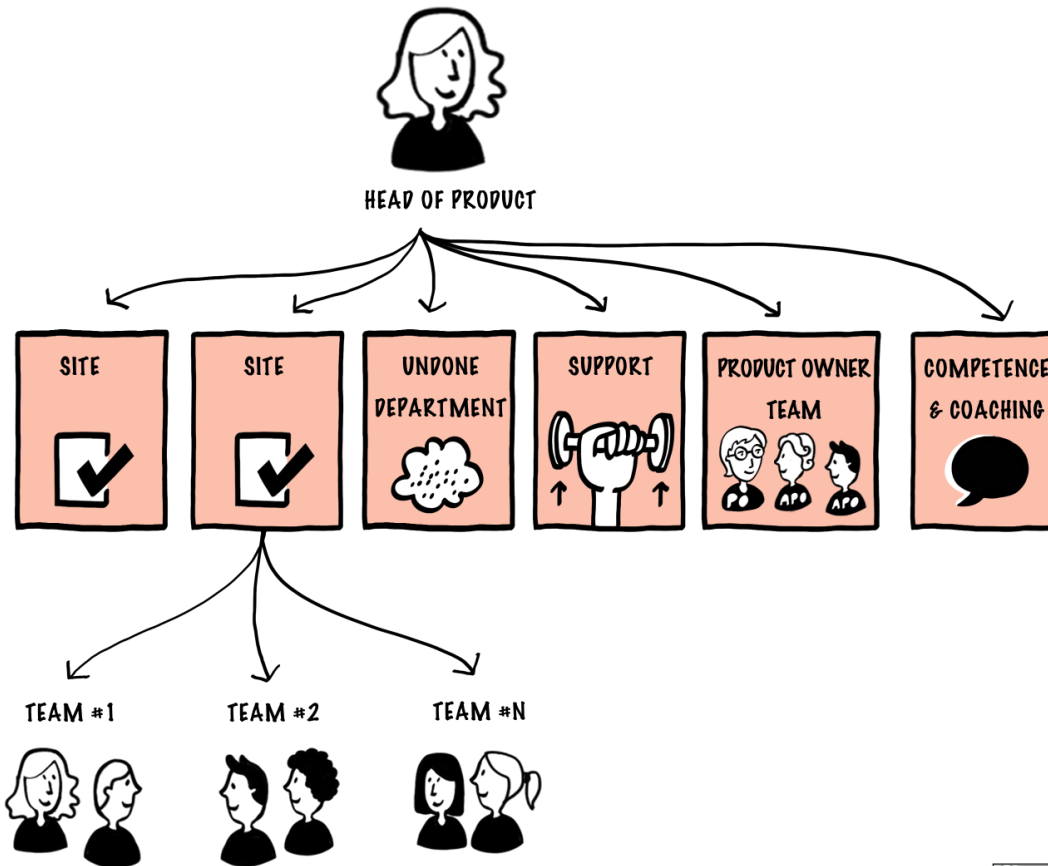 HEAD OF PRODUCT
SITE
SITE
UNDONE
DEPARTMENT
SUPPORT
PRODUCT OWNER
TEAM
PO
APO
APO
COMPETENCE
& COACHING
TEAM #1
TEAM #2
TEAM #N